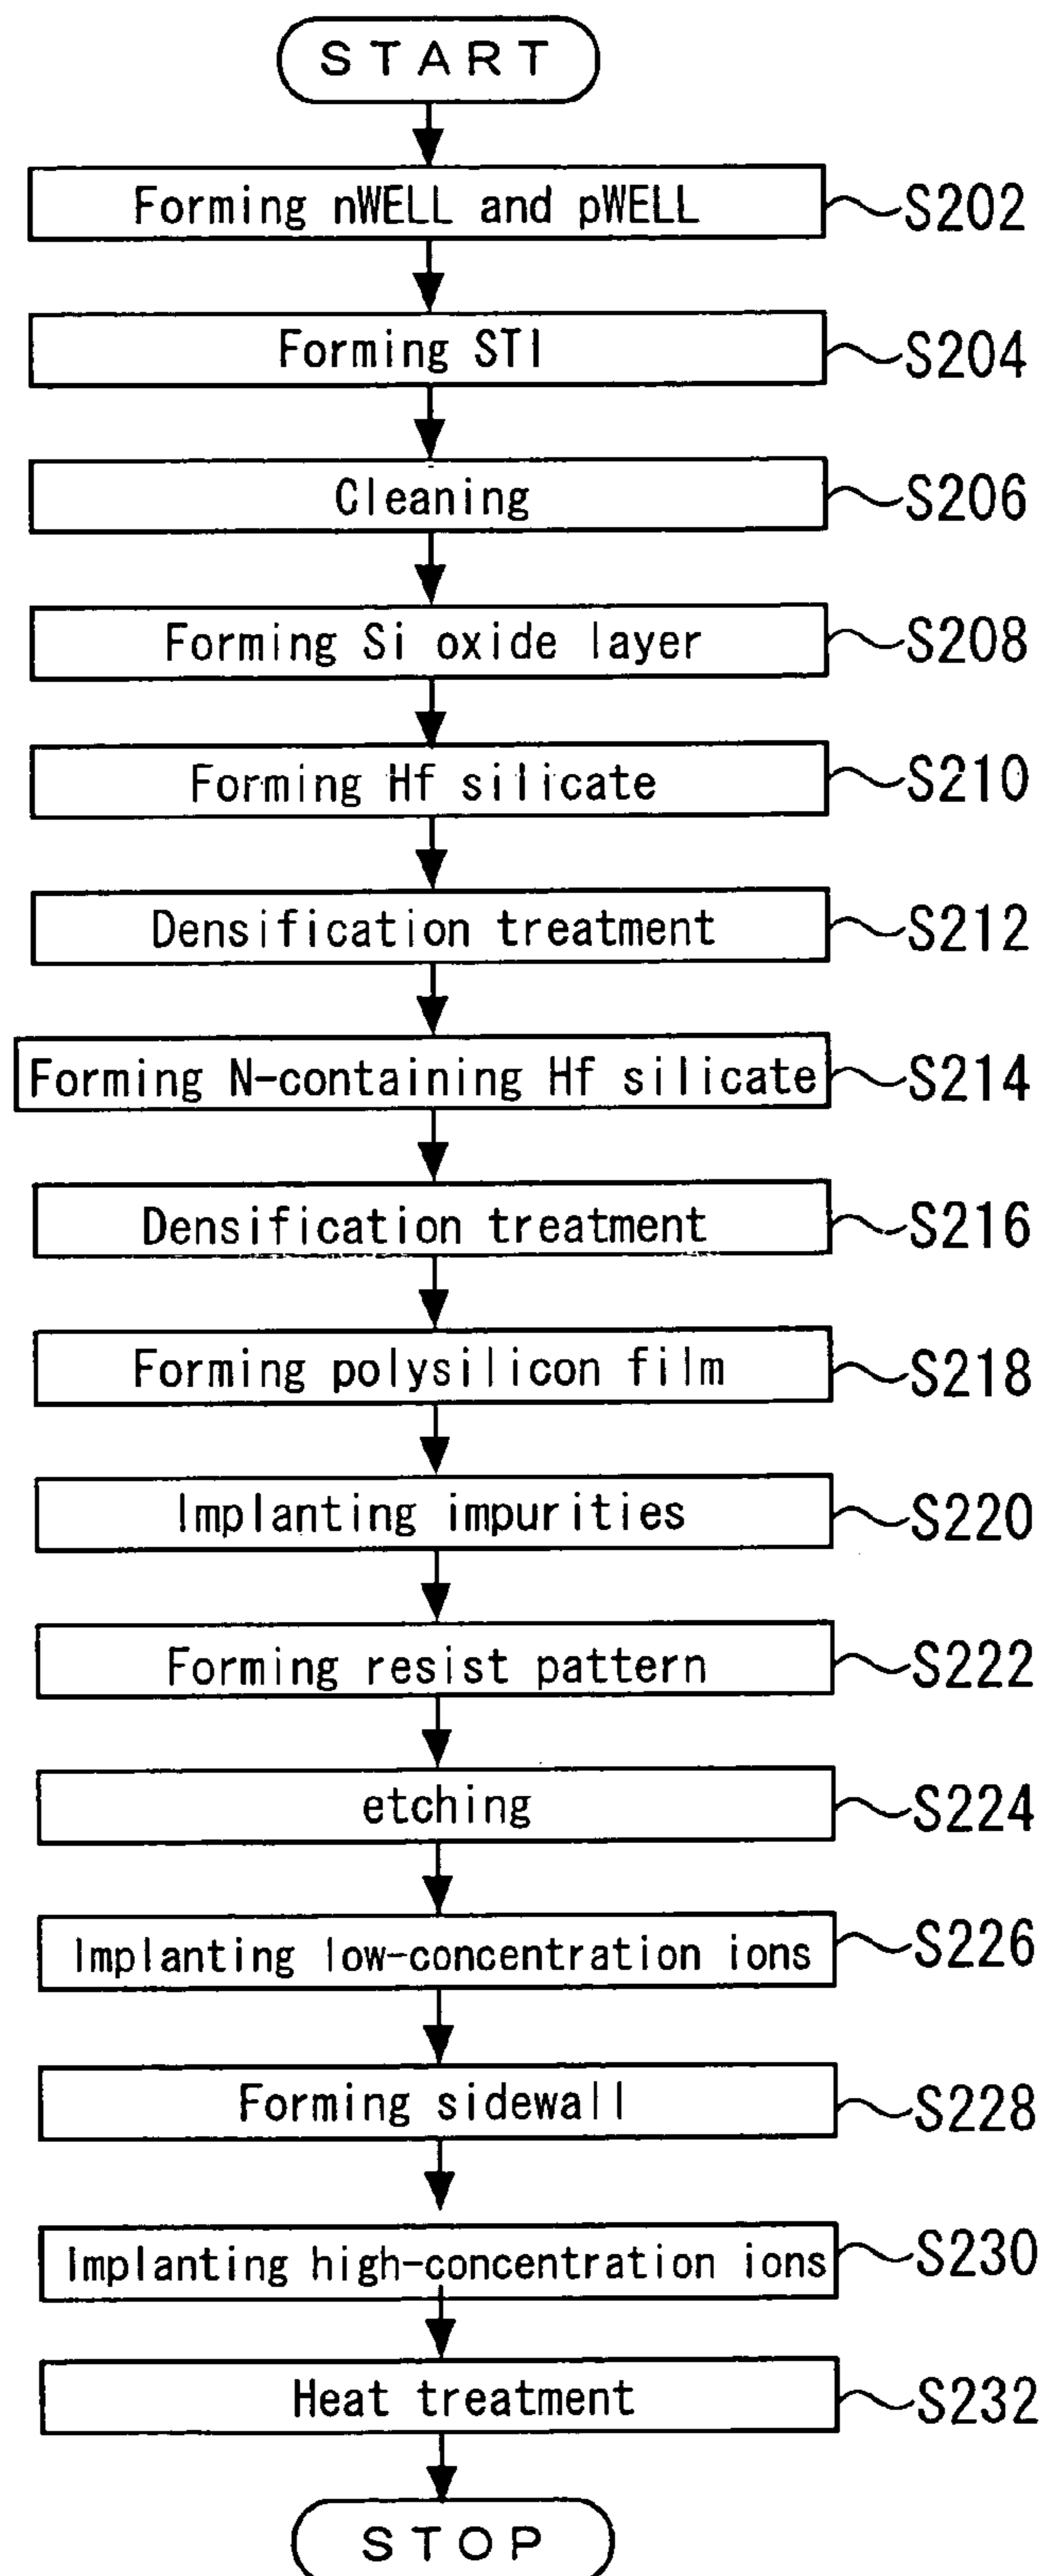 START
Forming nWELL and pWELL S202
Forming STI S204
Cleaning S206
Forming Si oxide layer S208
Forming Hf silicate S210
Densification treatment S212
Forming N-containing Hf silicate S214
Densification treatment S216
Forming polysilicon film S218
Implanting impurities S220
Forming resist pattern S222
etching S224
Implanting low-concentration ions S226
Forming sidewall S228
Implanting high-concentration ions S230
Heat treatment S232
STOP